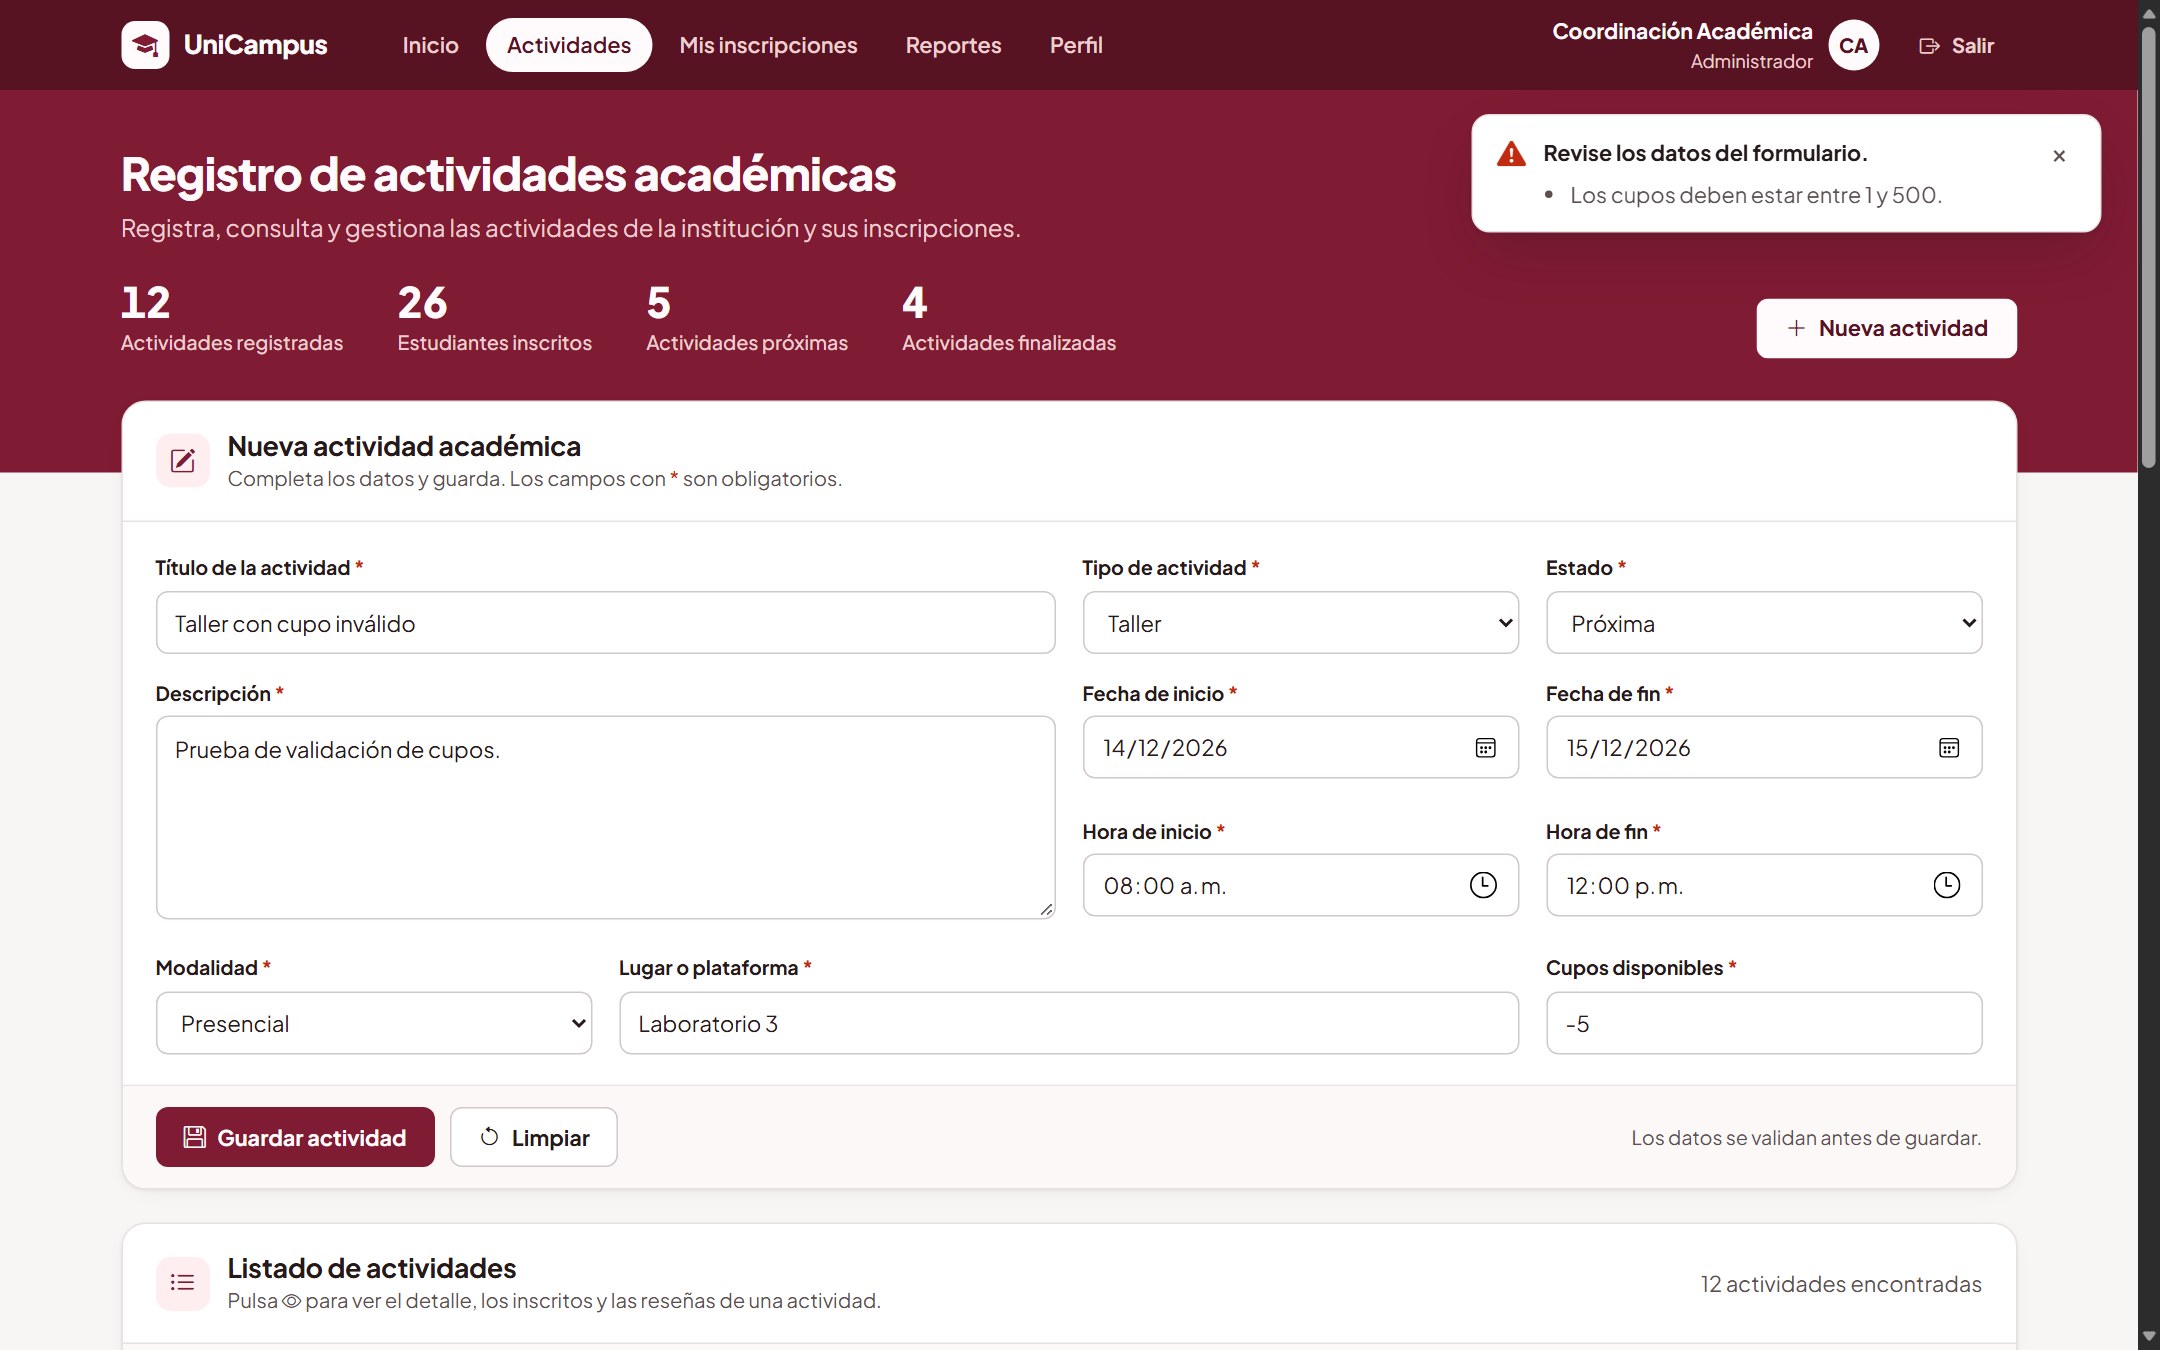 UniCampus
Inicio
Actividades
Mis inscripciones
Reportes
Perfil
Coordinación Académica
Administrador
CA
Salir
Revise los datos del formulario.
• Los cupos deben estar entre 1 y 500.
Registro de actividades académicas
Registra, consulta y gestiona las actividades de la institución y sus inscripciones.
12
Actividades registradas
26
Estudiantes inscritos
5
Actividades próximas
4
Actividades finalizadas
Nueva actividad
Nueva actividad académica
Completa los datos y guarda. Los campos con * son obligatorios.
Título de la actividad *
Taller con cupo inválido
Tipo de actividad *
Taller
Estado *
Próxima
Descripción *
Prueba de validación de cupos.
Fecha de inicio *
14/12/2026
Fecha de fin *
15/12/2026
Hora de inicio *
08:00 a.m.
Hora de fin *
12:00 p.m.
Modalidad *
Presencial
Lugar o plataforma *
Laboratorio 3
Cupos disponibles *
-5
Guardar actividad
Limpiar
Los datos se validan antes de guardar.
Listado de actividades
Pulsa para ver el detalle, los inscritos y las reseñas de una actividad.
12 actividades encontradas